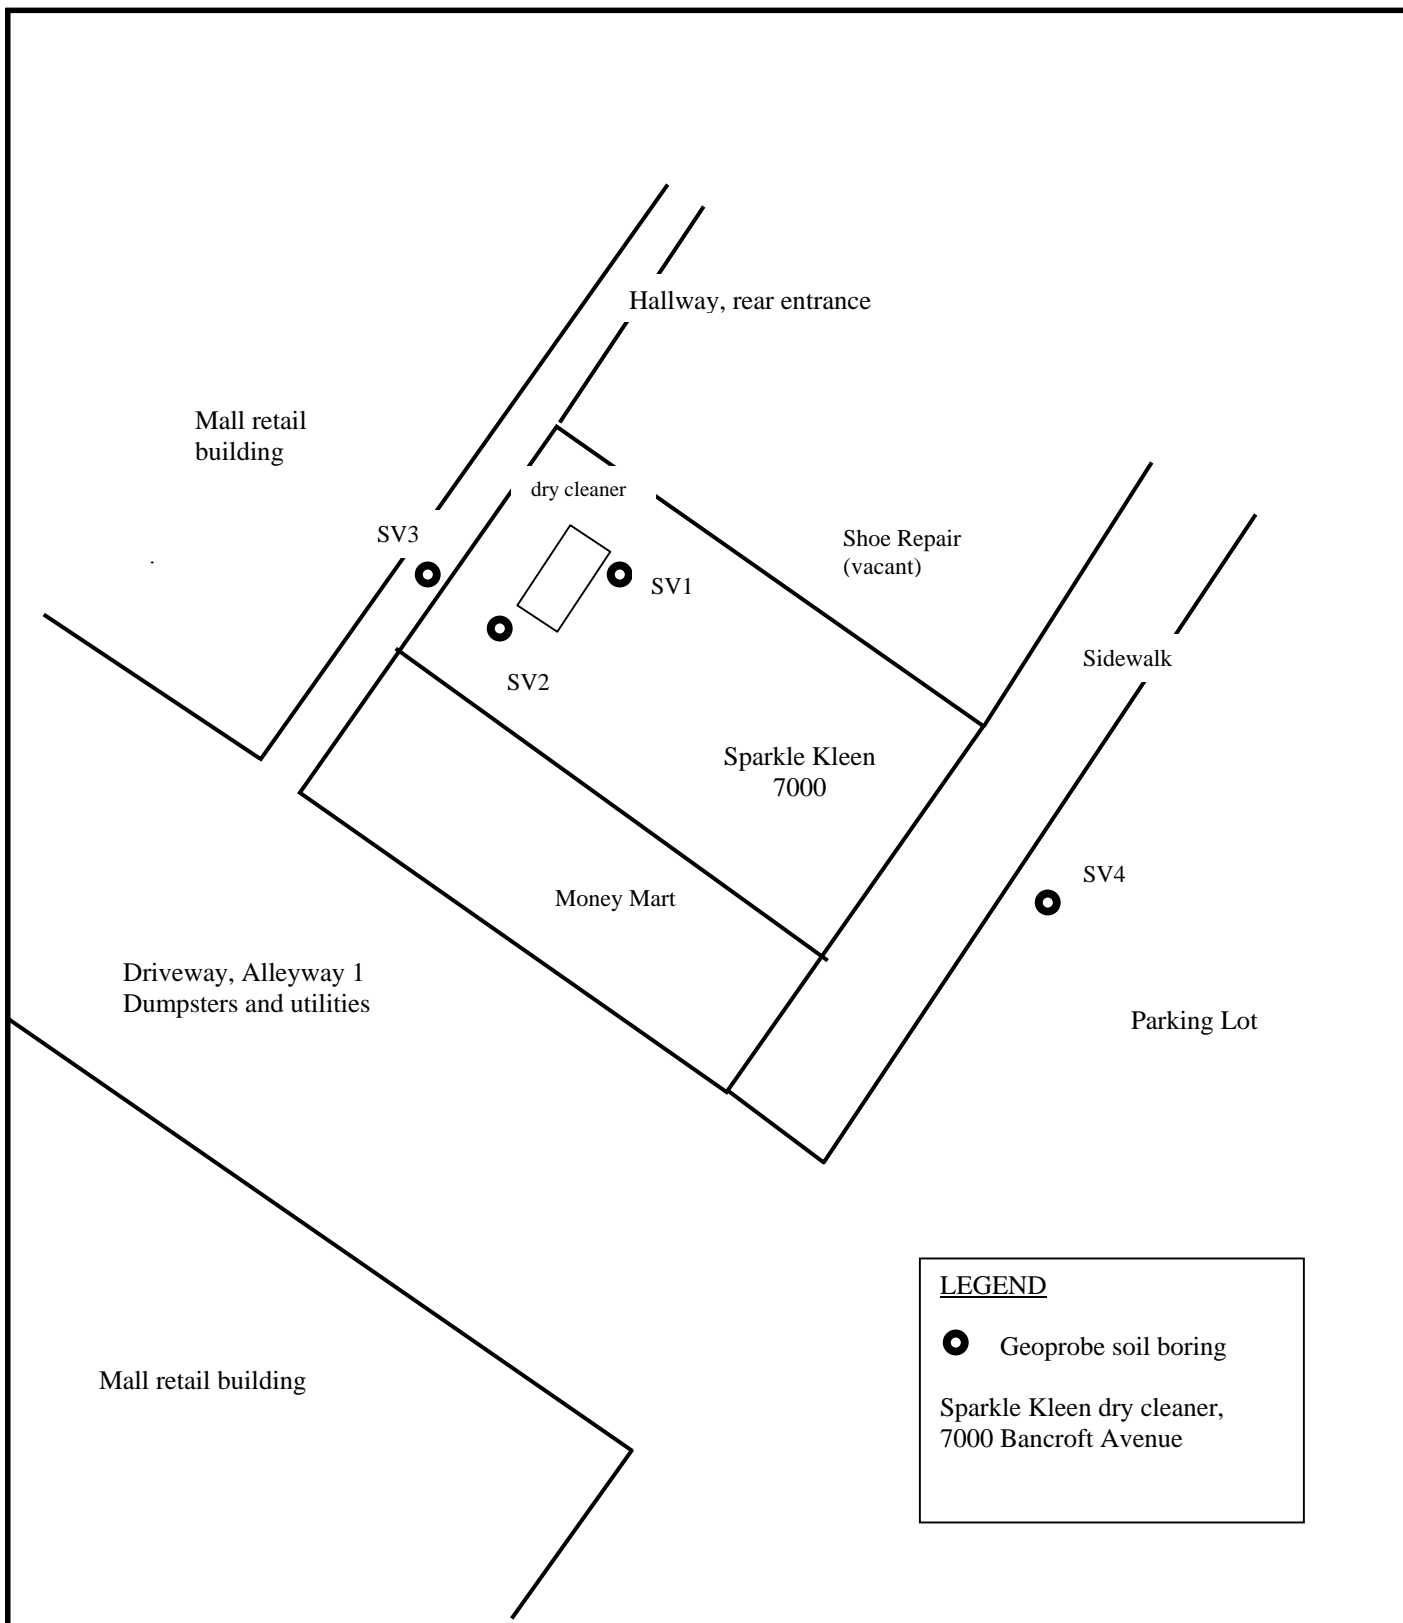 Hallway, rear entrance
Mall retail
building
dry cleaner
SV3
Shoe Repair
(vacant)
SV1
Sidewalk
SV2
Sparkle Kleen
7000
SV4
Money Mart
Driveway, Alleyway 1
Dumpsters and utilities
Parking Lot
LEGEND
Geoprobe soil boring
Mall retail building
Sparkle Kleen dry cleaner,
7000 Bancroft Avenue